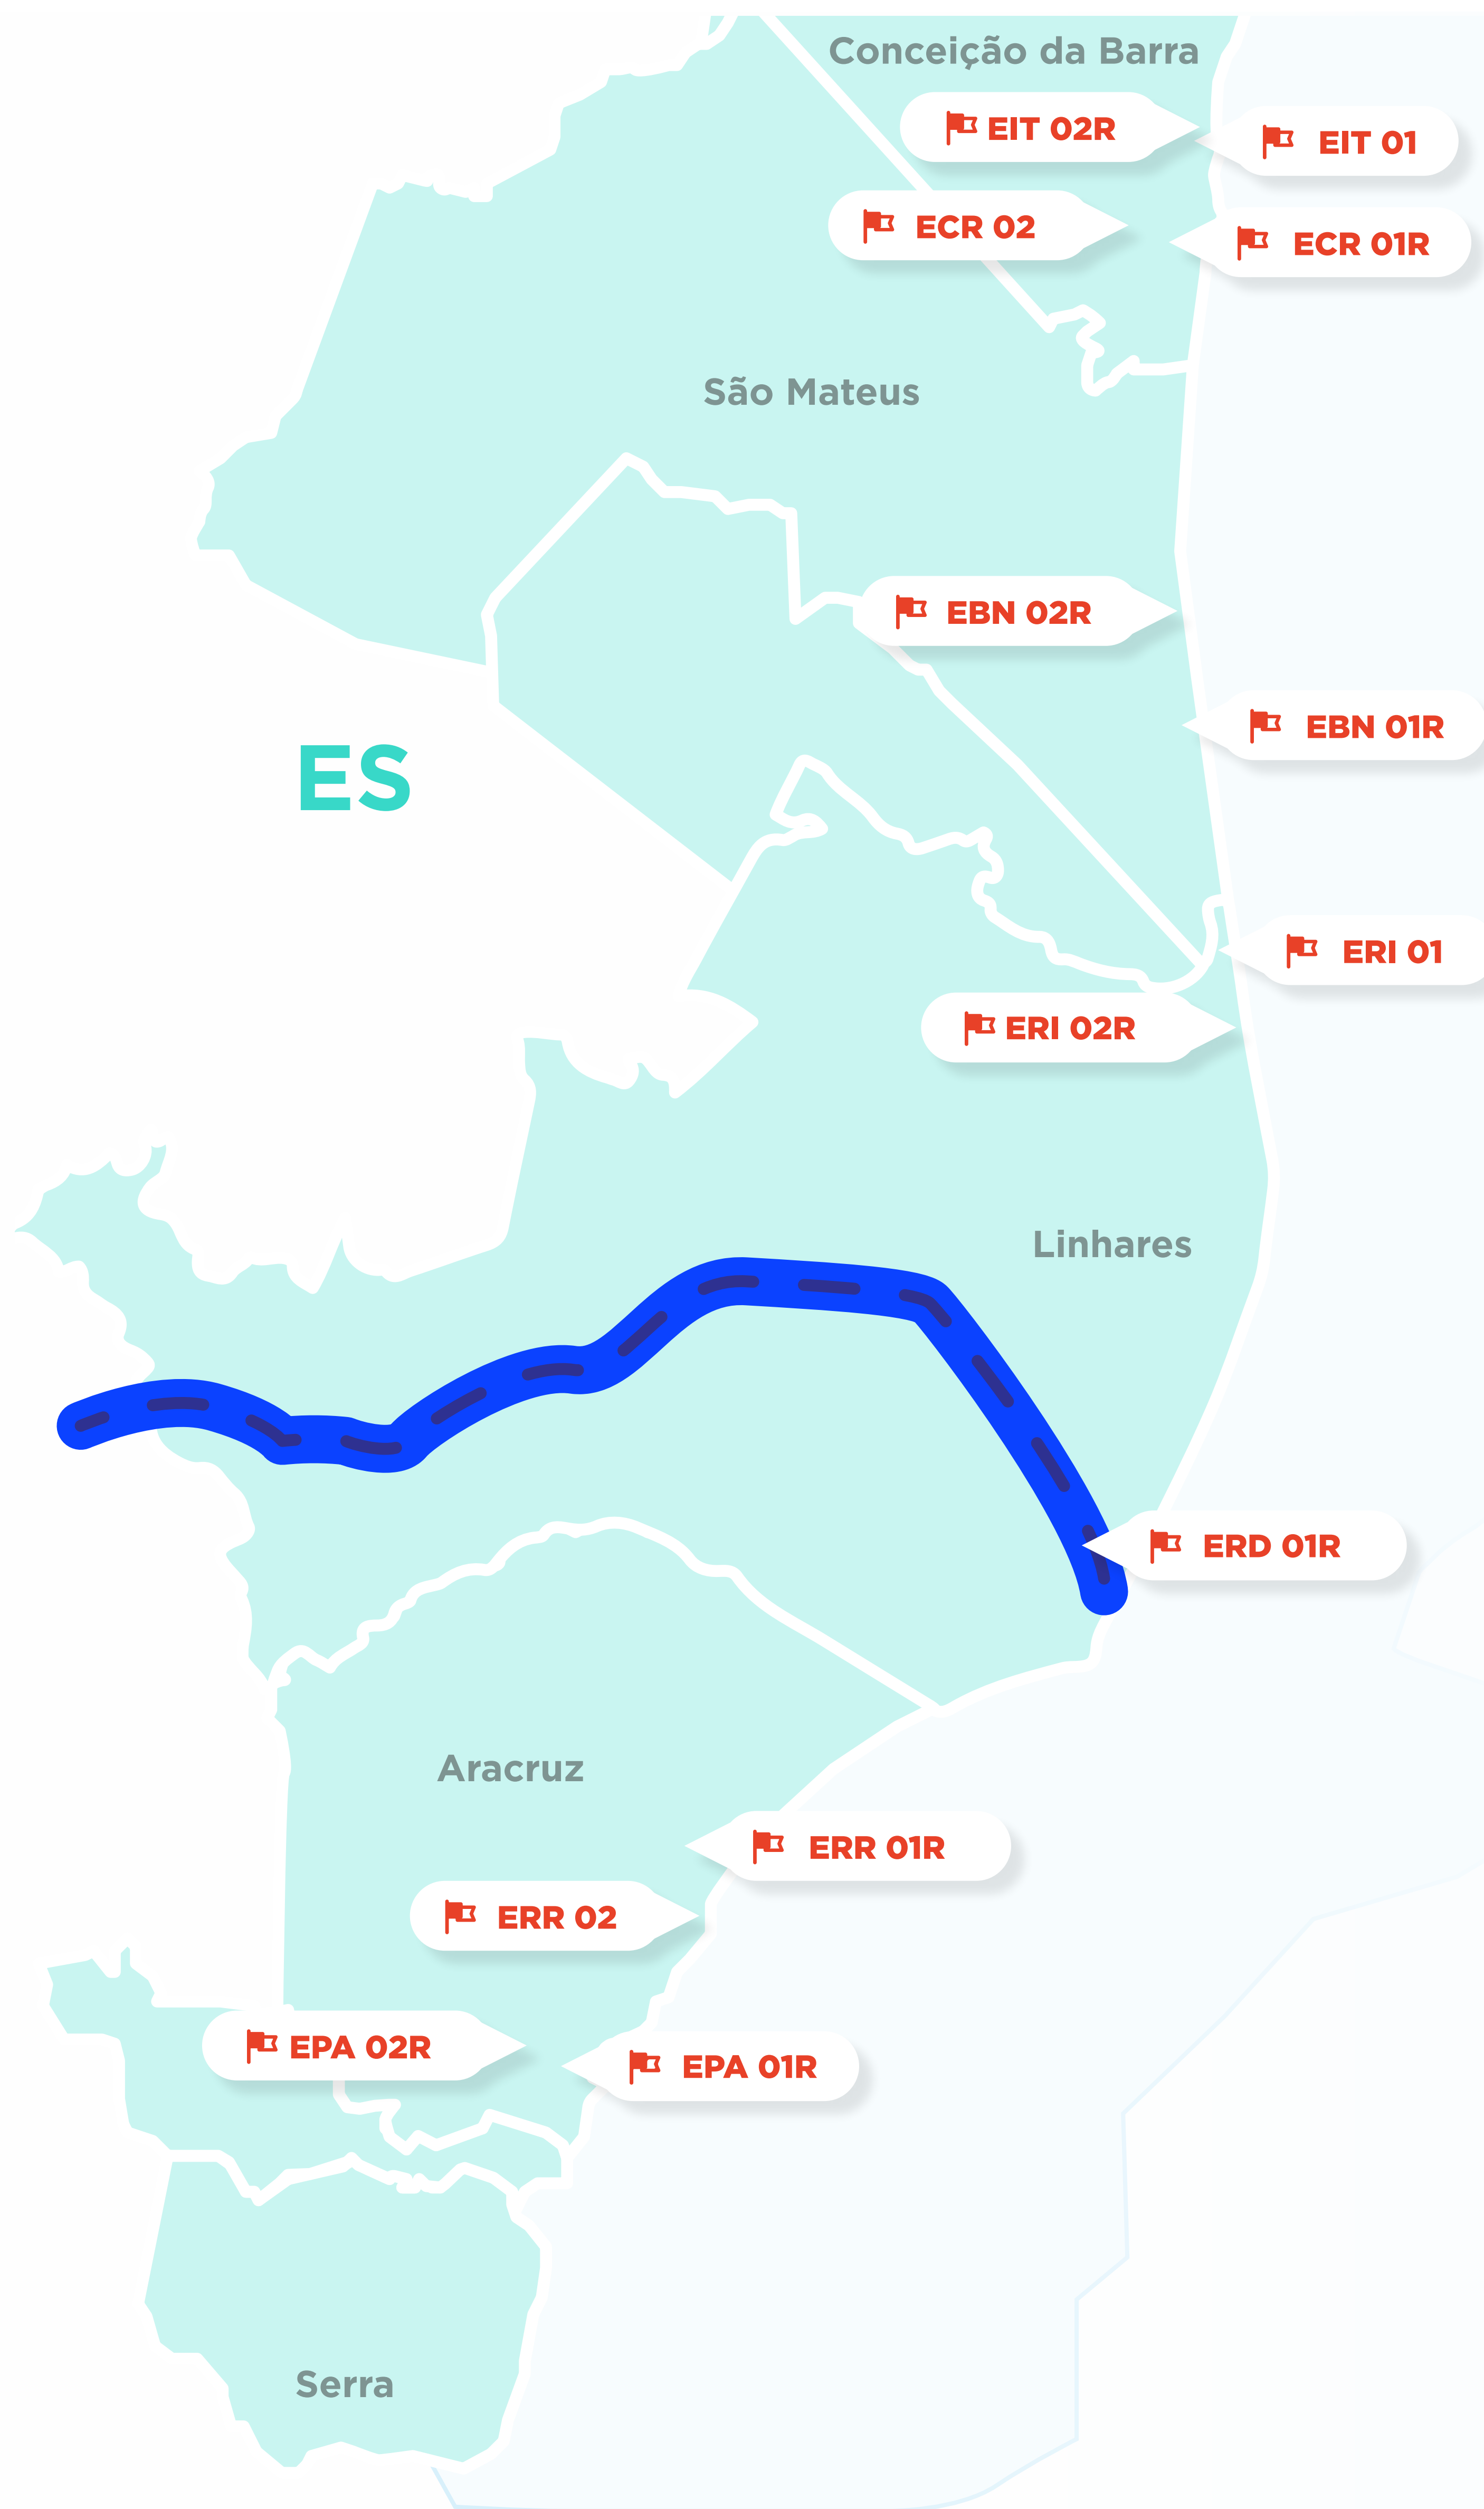 Conceição da Barra
EIT 02R
EIT 01
ECR 02
ECR 01R
São Mateus
EBN 02R
EBN 01R
ES
ERI 01
ERI 02R
Linhares
ERD 01R
Aracruz
ERR 01R
ERR 02
EPA 02R
EPA 01R
Serra